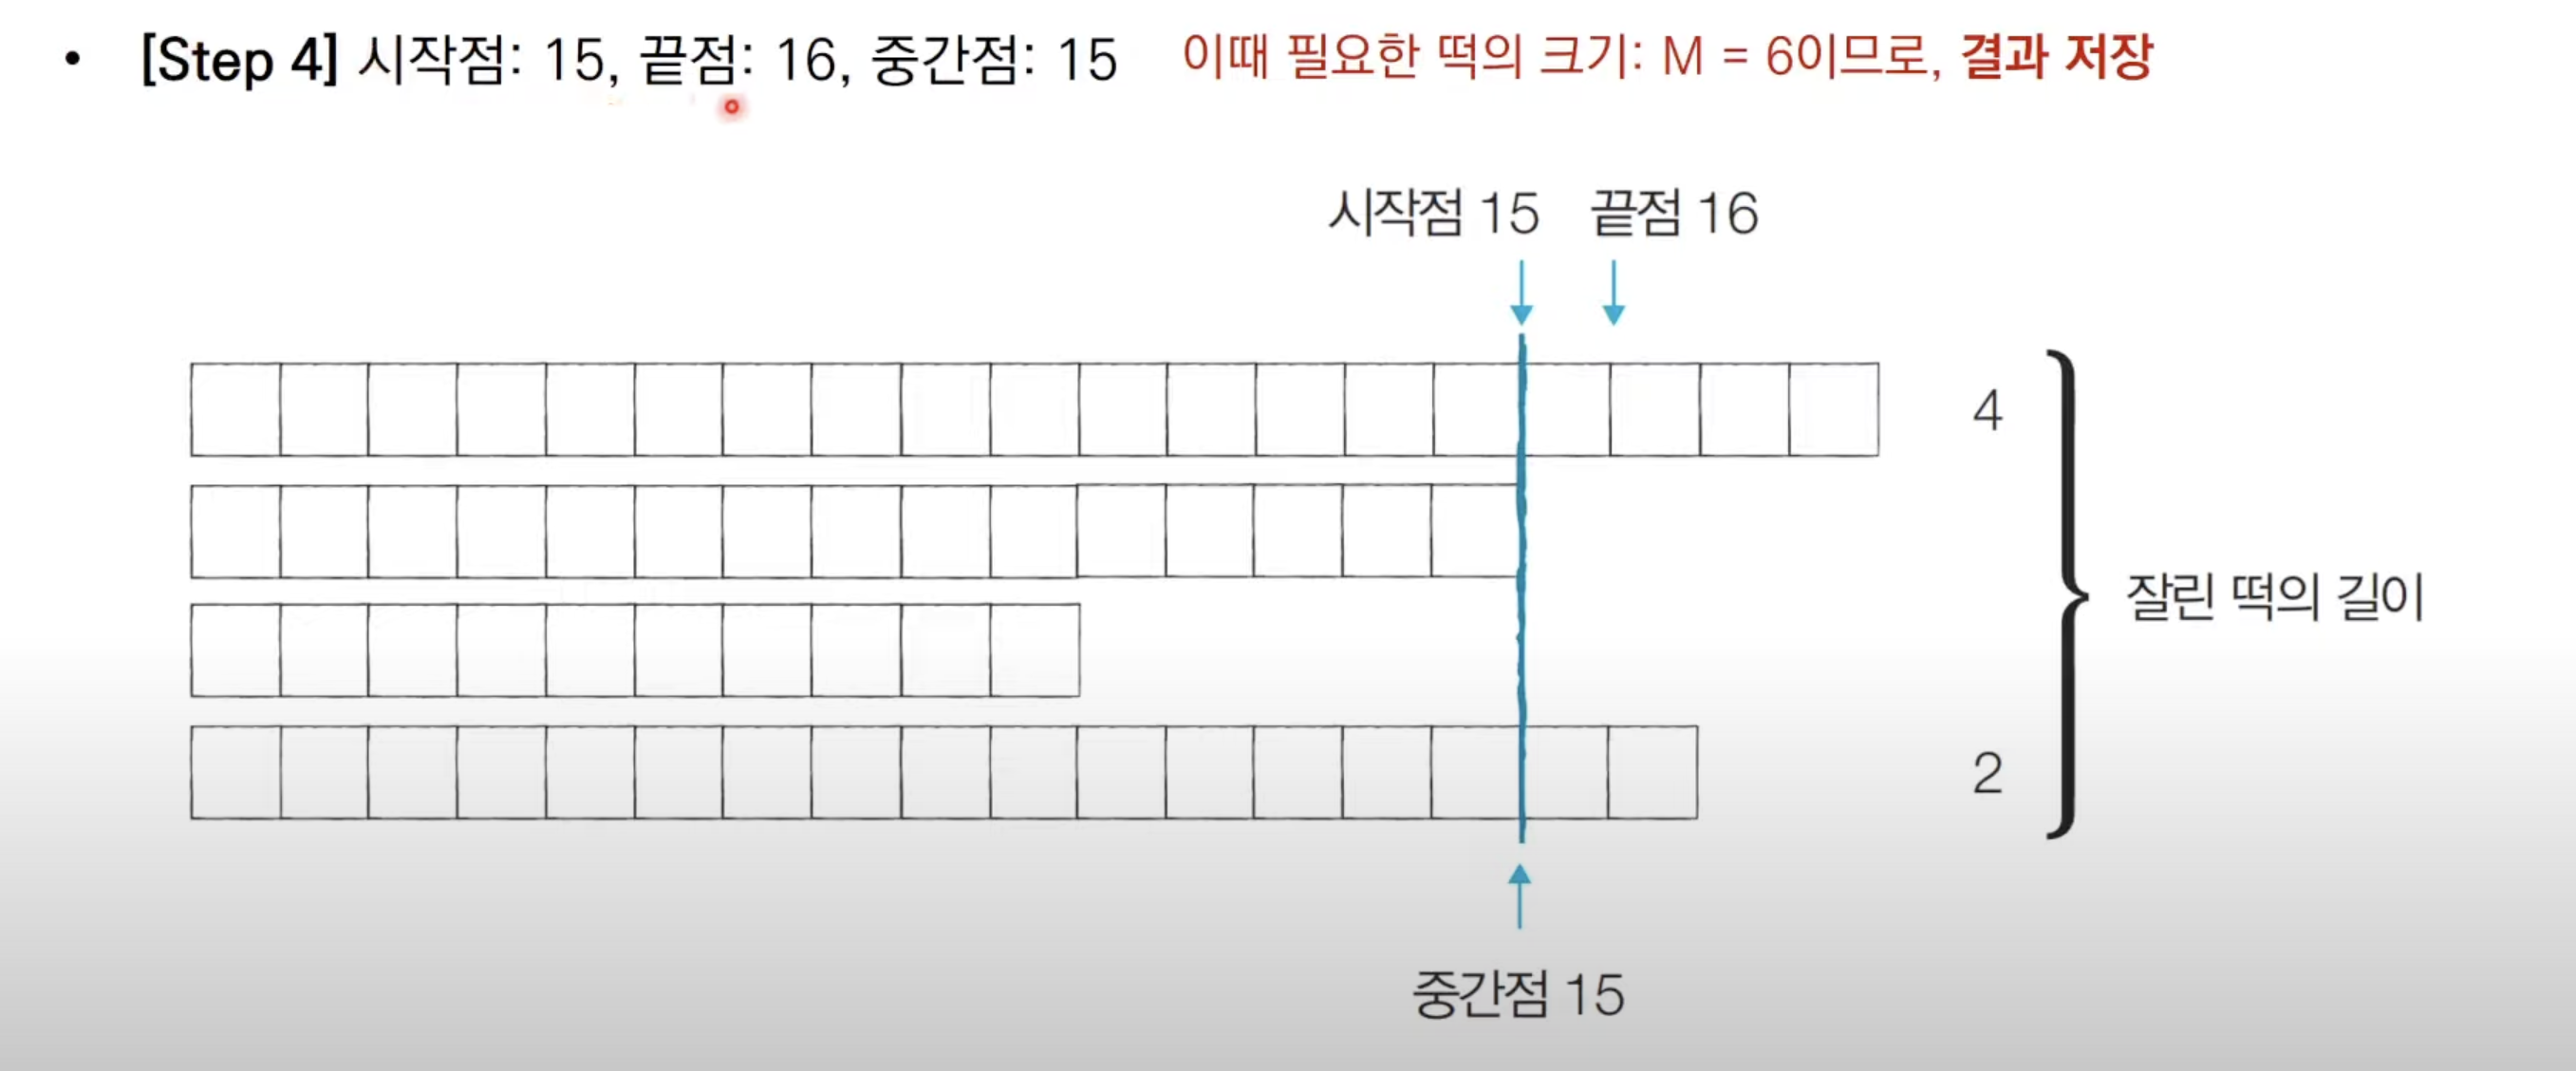 • [Step 4] 시작점: 15, 끝점: 16, 중간점: 15 이때 필요한 떡의 크기: M = 6이므로, 결과 저장
시작점 15 끝점 16
4
잘린 떡의 길이
2
중간점 15